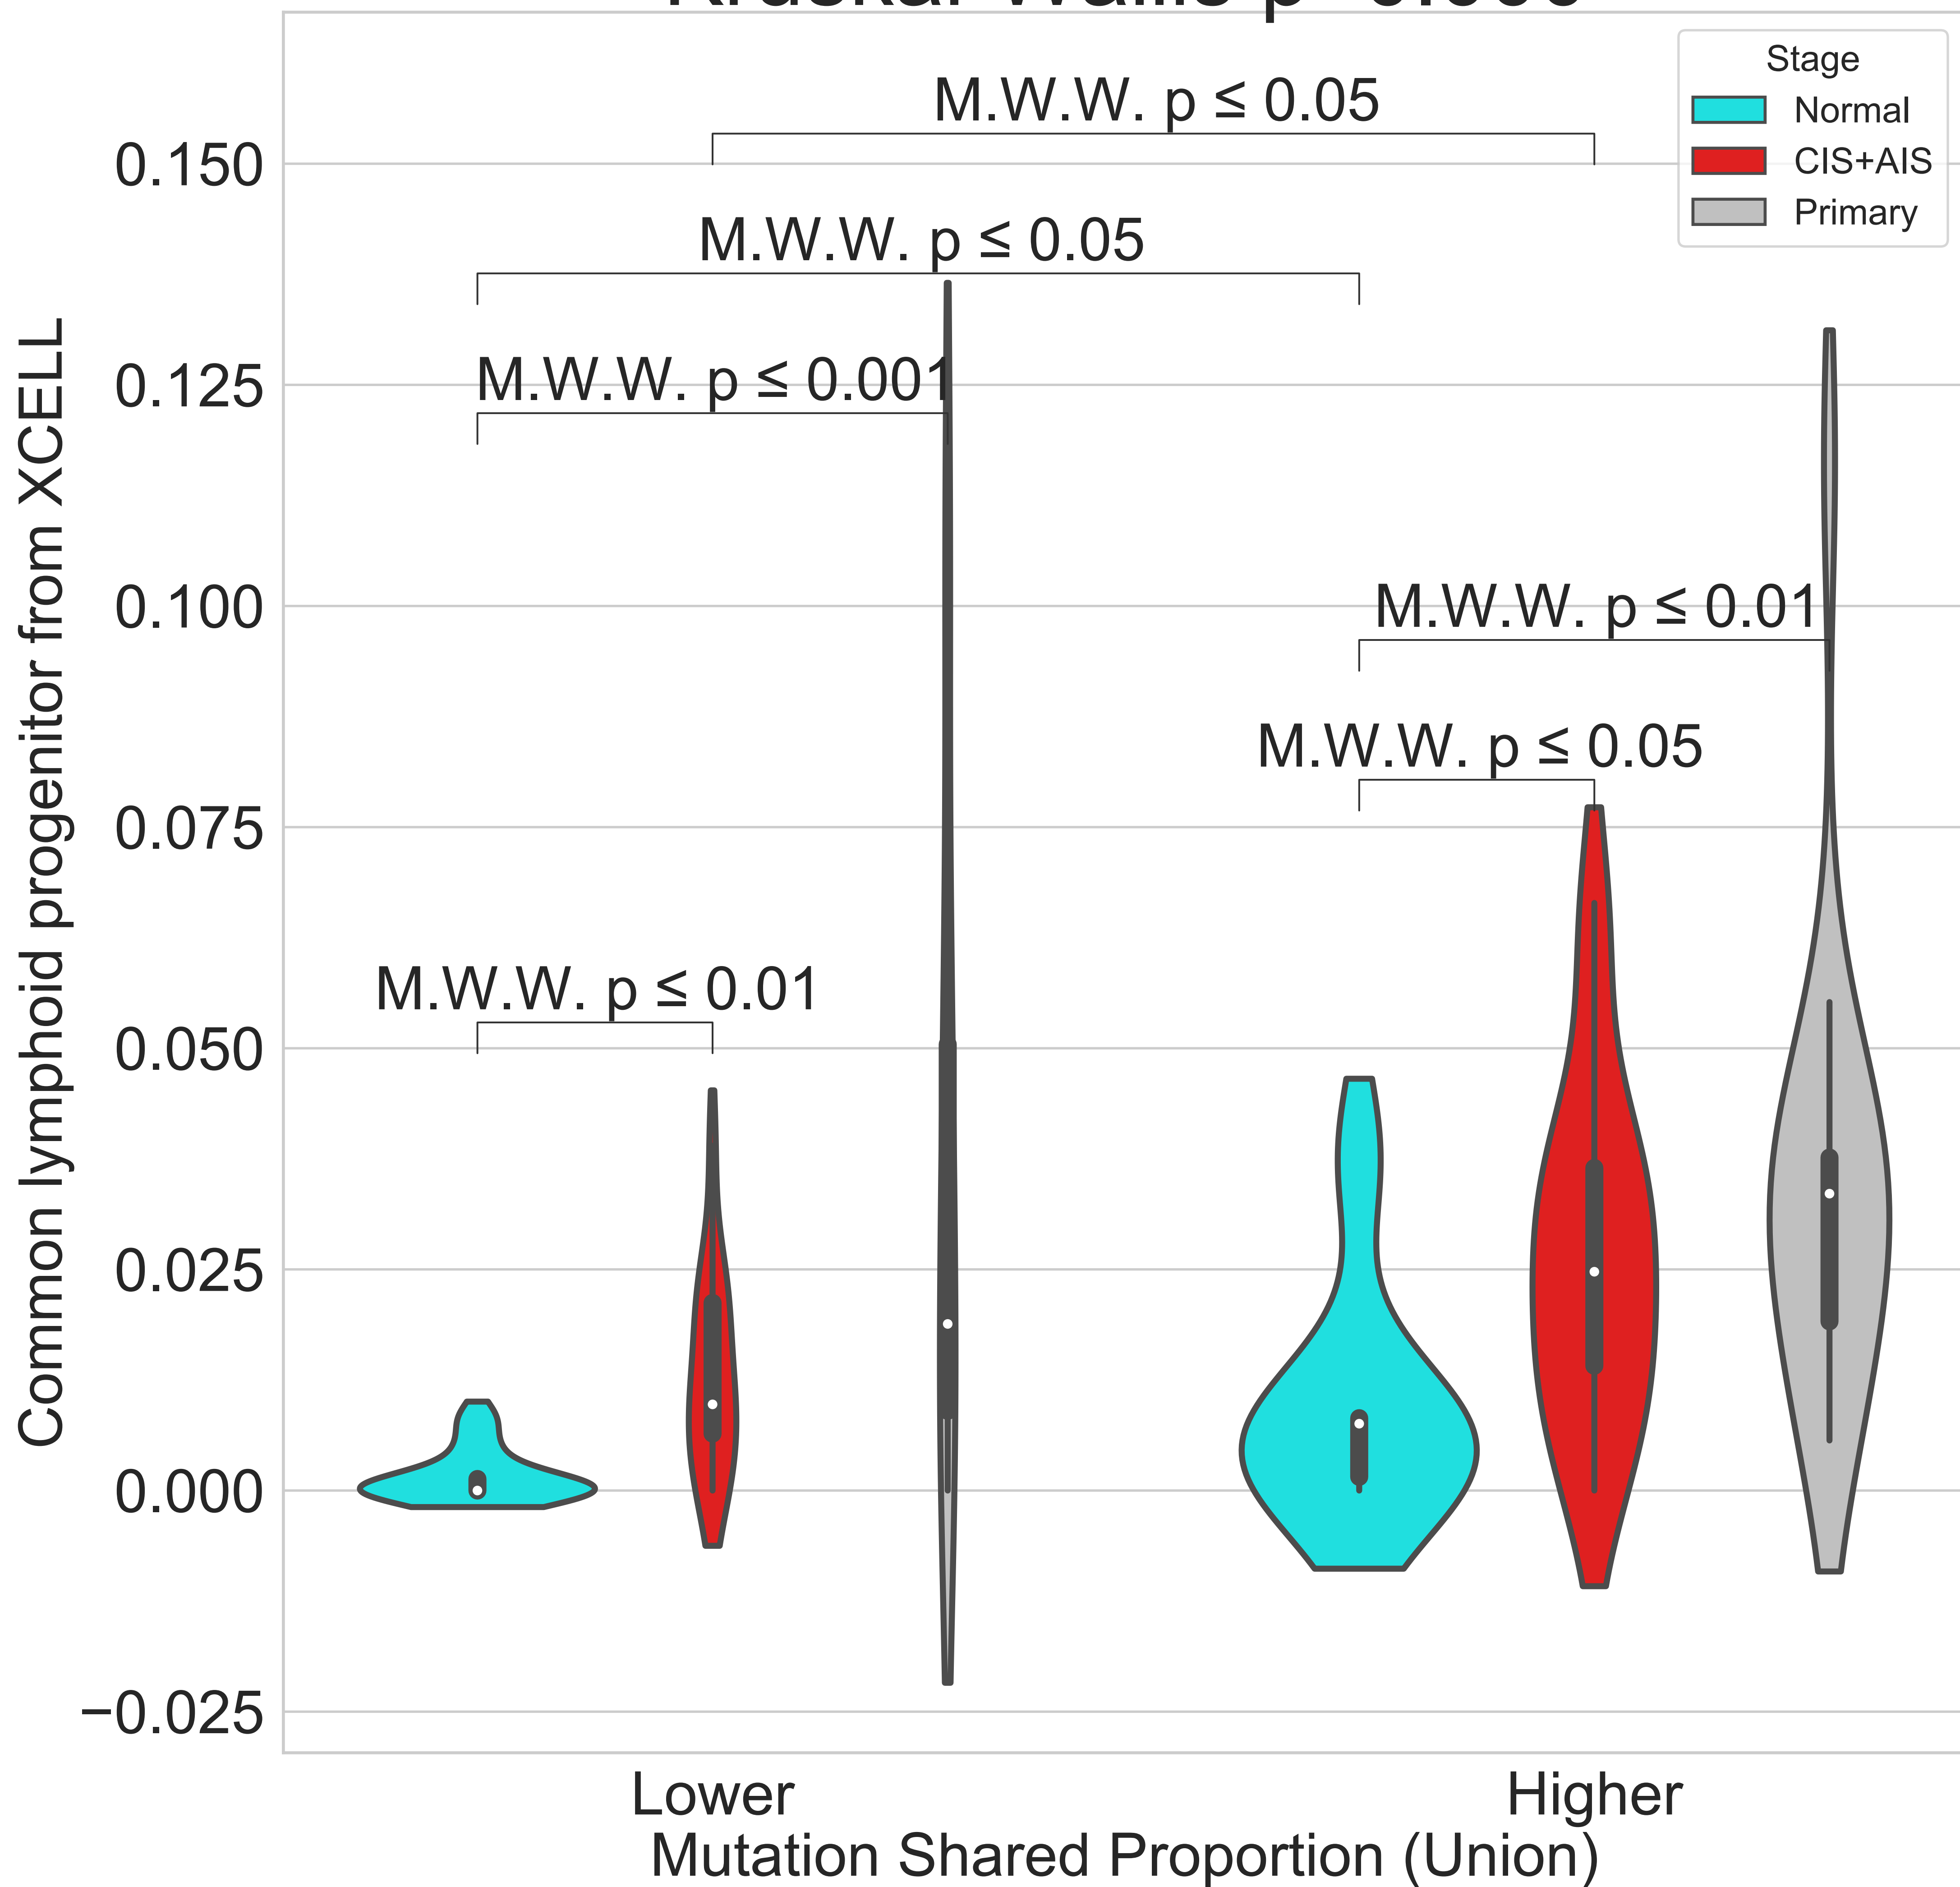 Stage
Normal
CIS+AIS
Primary
M.W.W. p ≤ 0.05
M.W.W. p ≤ 0.05
M.W.W. p ≤ 0.001
M.W.W. p ≤ 0.01
M.W.W. p ≤ 0.05
M.W.W. p ≤ 0.01
0.150
0.125
0.100
0.075
0.050
0.025
0.000
−0.025
Common lymphoid progenitor from XCELL
Lower
Higher
Mutation Shared Proportion (Union)